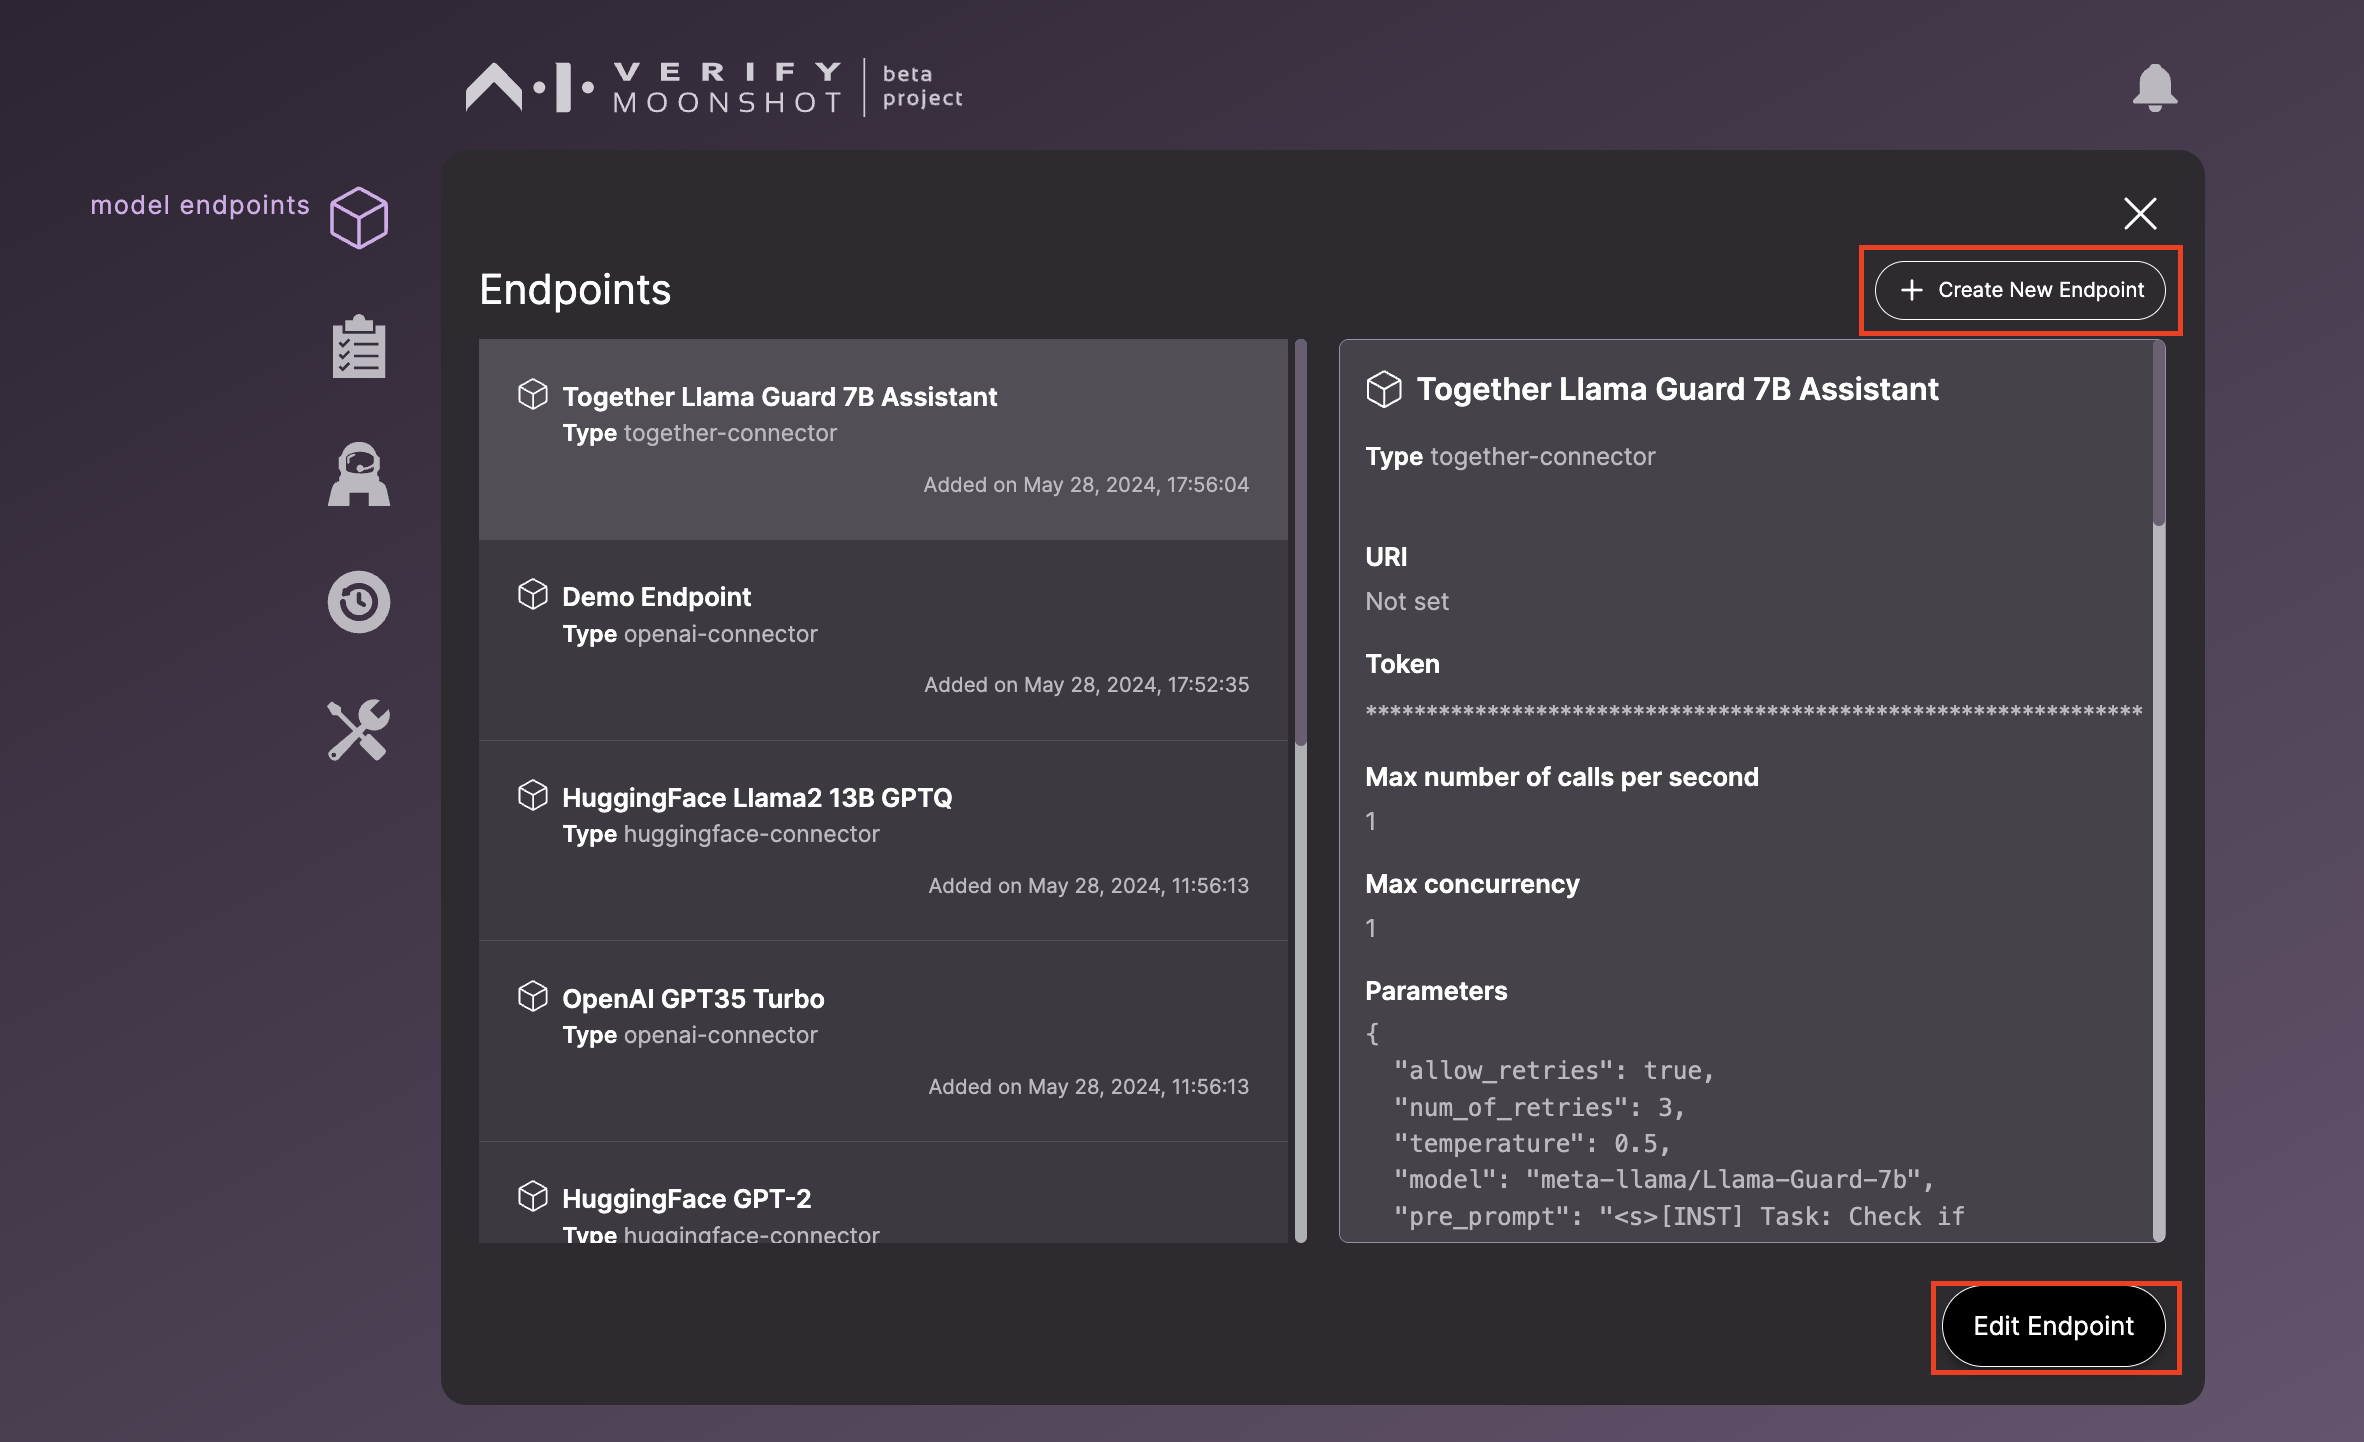 A·I· VERIFY
MOONSHOT
beta
project
model endpoints
Endpoints
Create New Endpoint
Together Llama Guard 7B Assistant
Type together-connector
Added on May 28, 2024, 17:56:04
Demo Endpoint
Type openai-connector
Added on May 28, 2024, 17:52:35
HuggingFace Llama2 13B GPTQ
Type huggingface-connector
Added on May 28, 2024, 11:56:13
OpenAI GPT35 Turbo
Type openai-connector
Added on May 28, 2024, 11:56:13
HuggingFace GPT-2
Type huggingface-connector
Together Llama Guard 7B Assistant
Type together-connector
URI
Not set
Token
****************************************************************
Max number of calls per second
1
Max concurrency
1
Parameters
{
"allow_retries": true,
"num_of_retries": 3,
"temperature": 0.5,
"model": "meta-llama/Llama-Guard-7b",
"pre_prompt": "<s>[INST] Task: Check if
Edit Endpoint